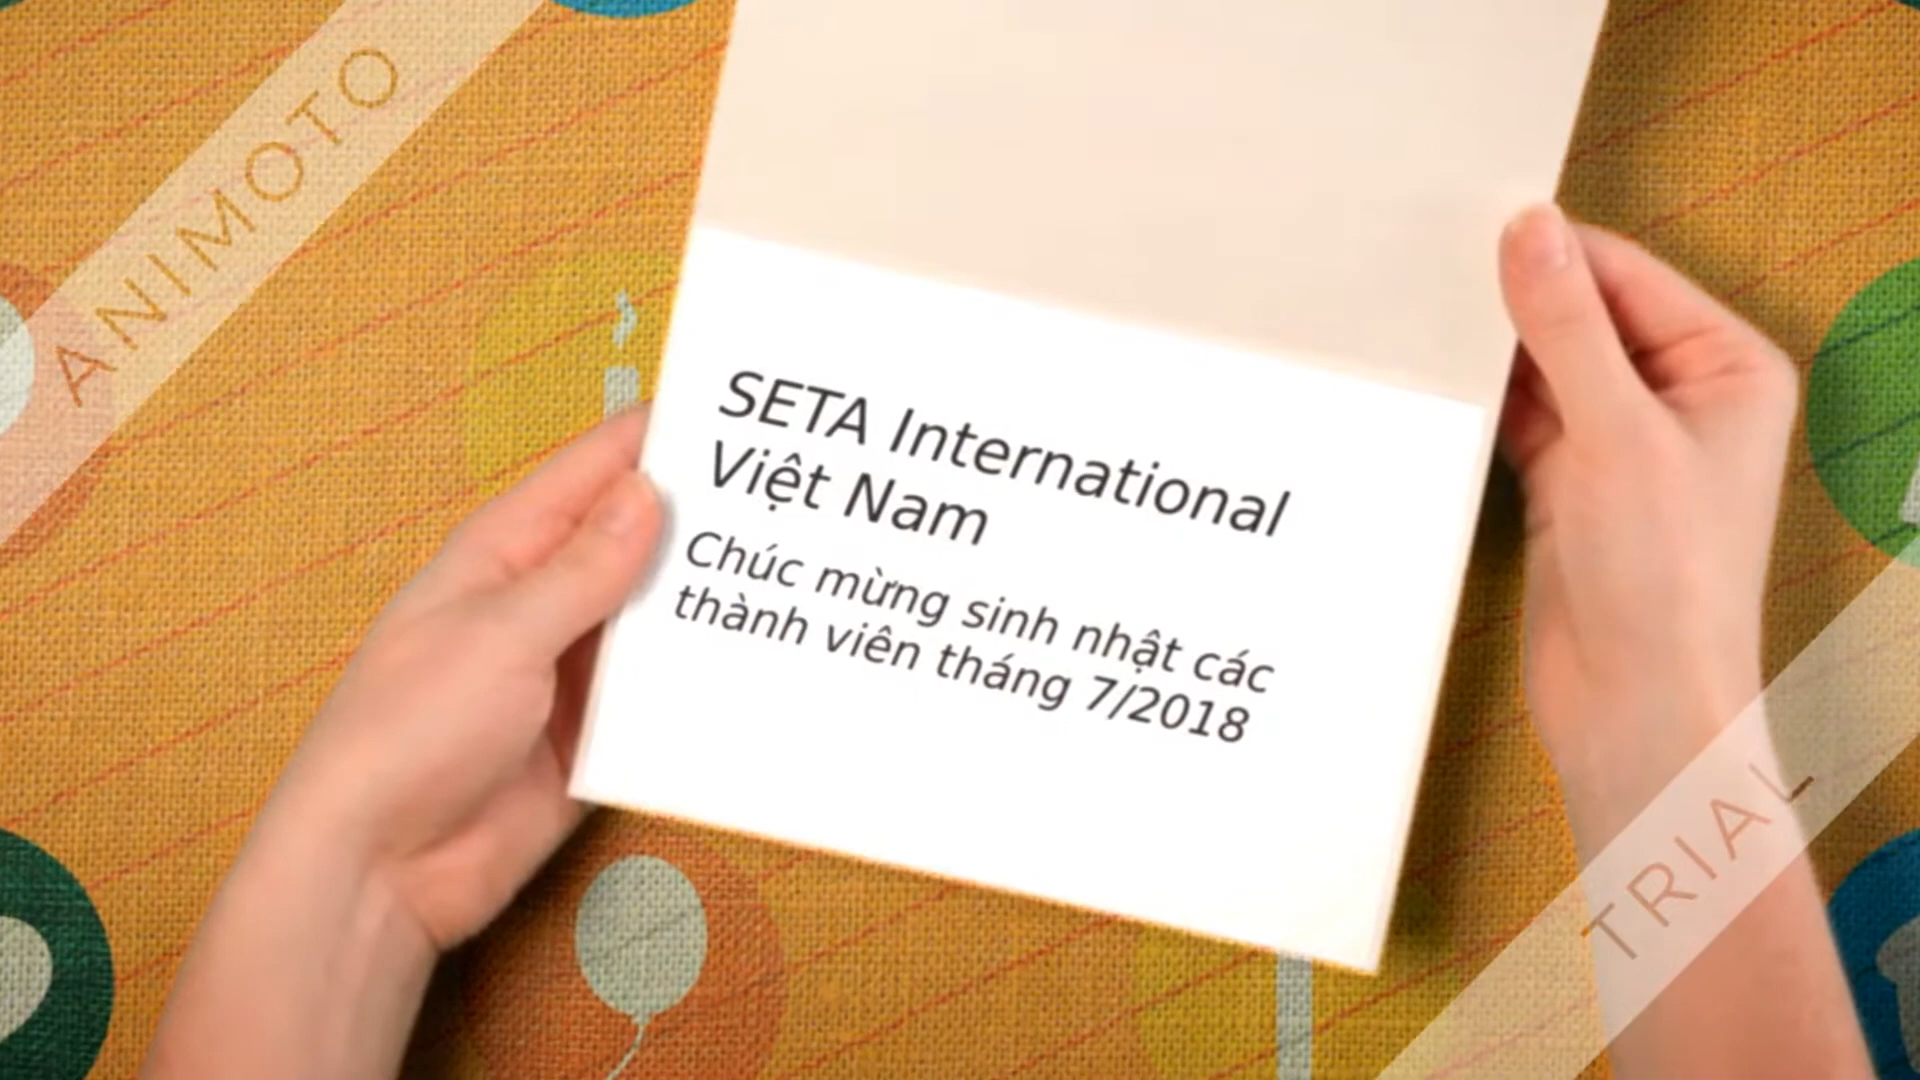 ANIMOTO
SETA International
Việt Nam
Chúc mừng sinh nhật các
thành viên tháng 7/2018
TRIAL